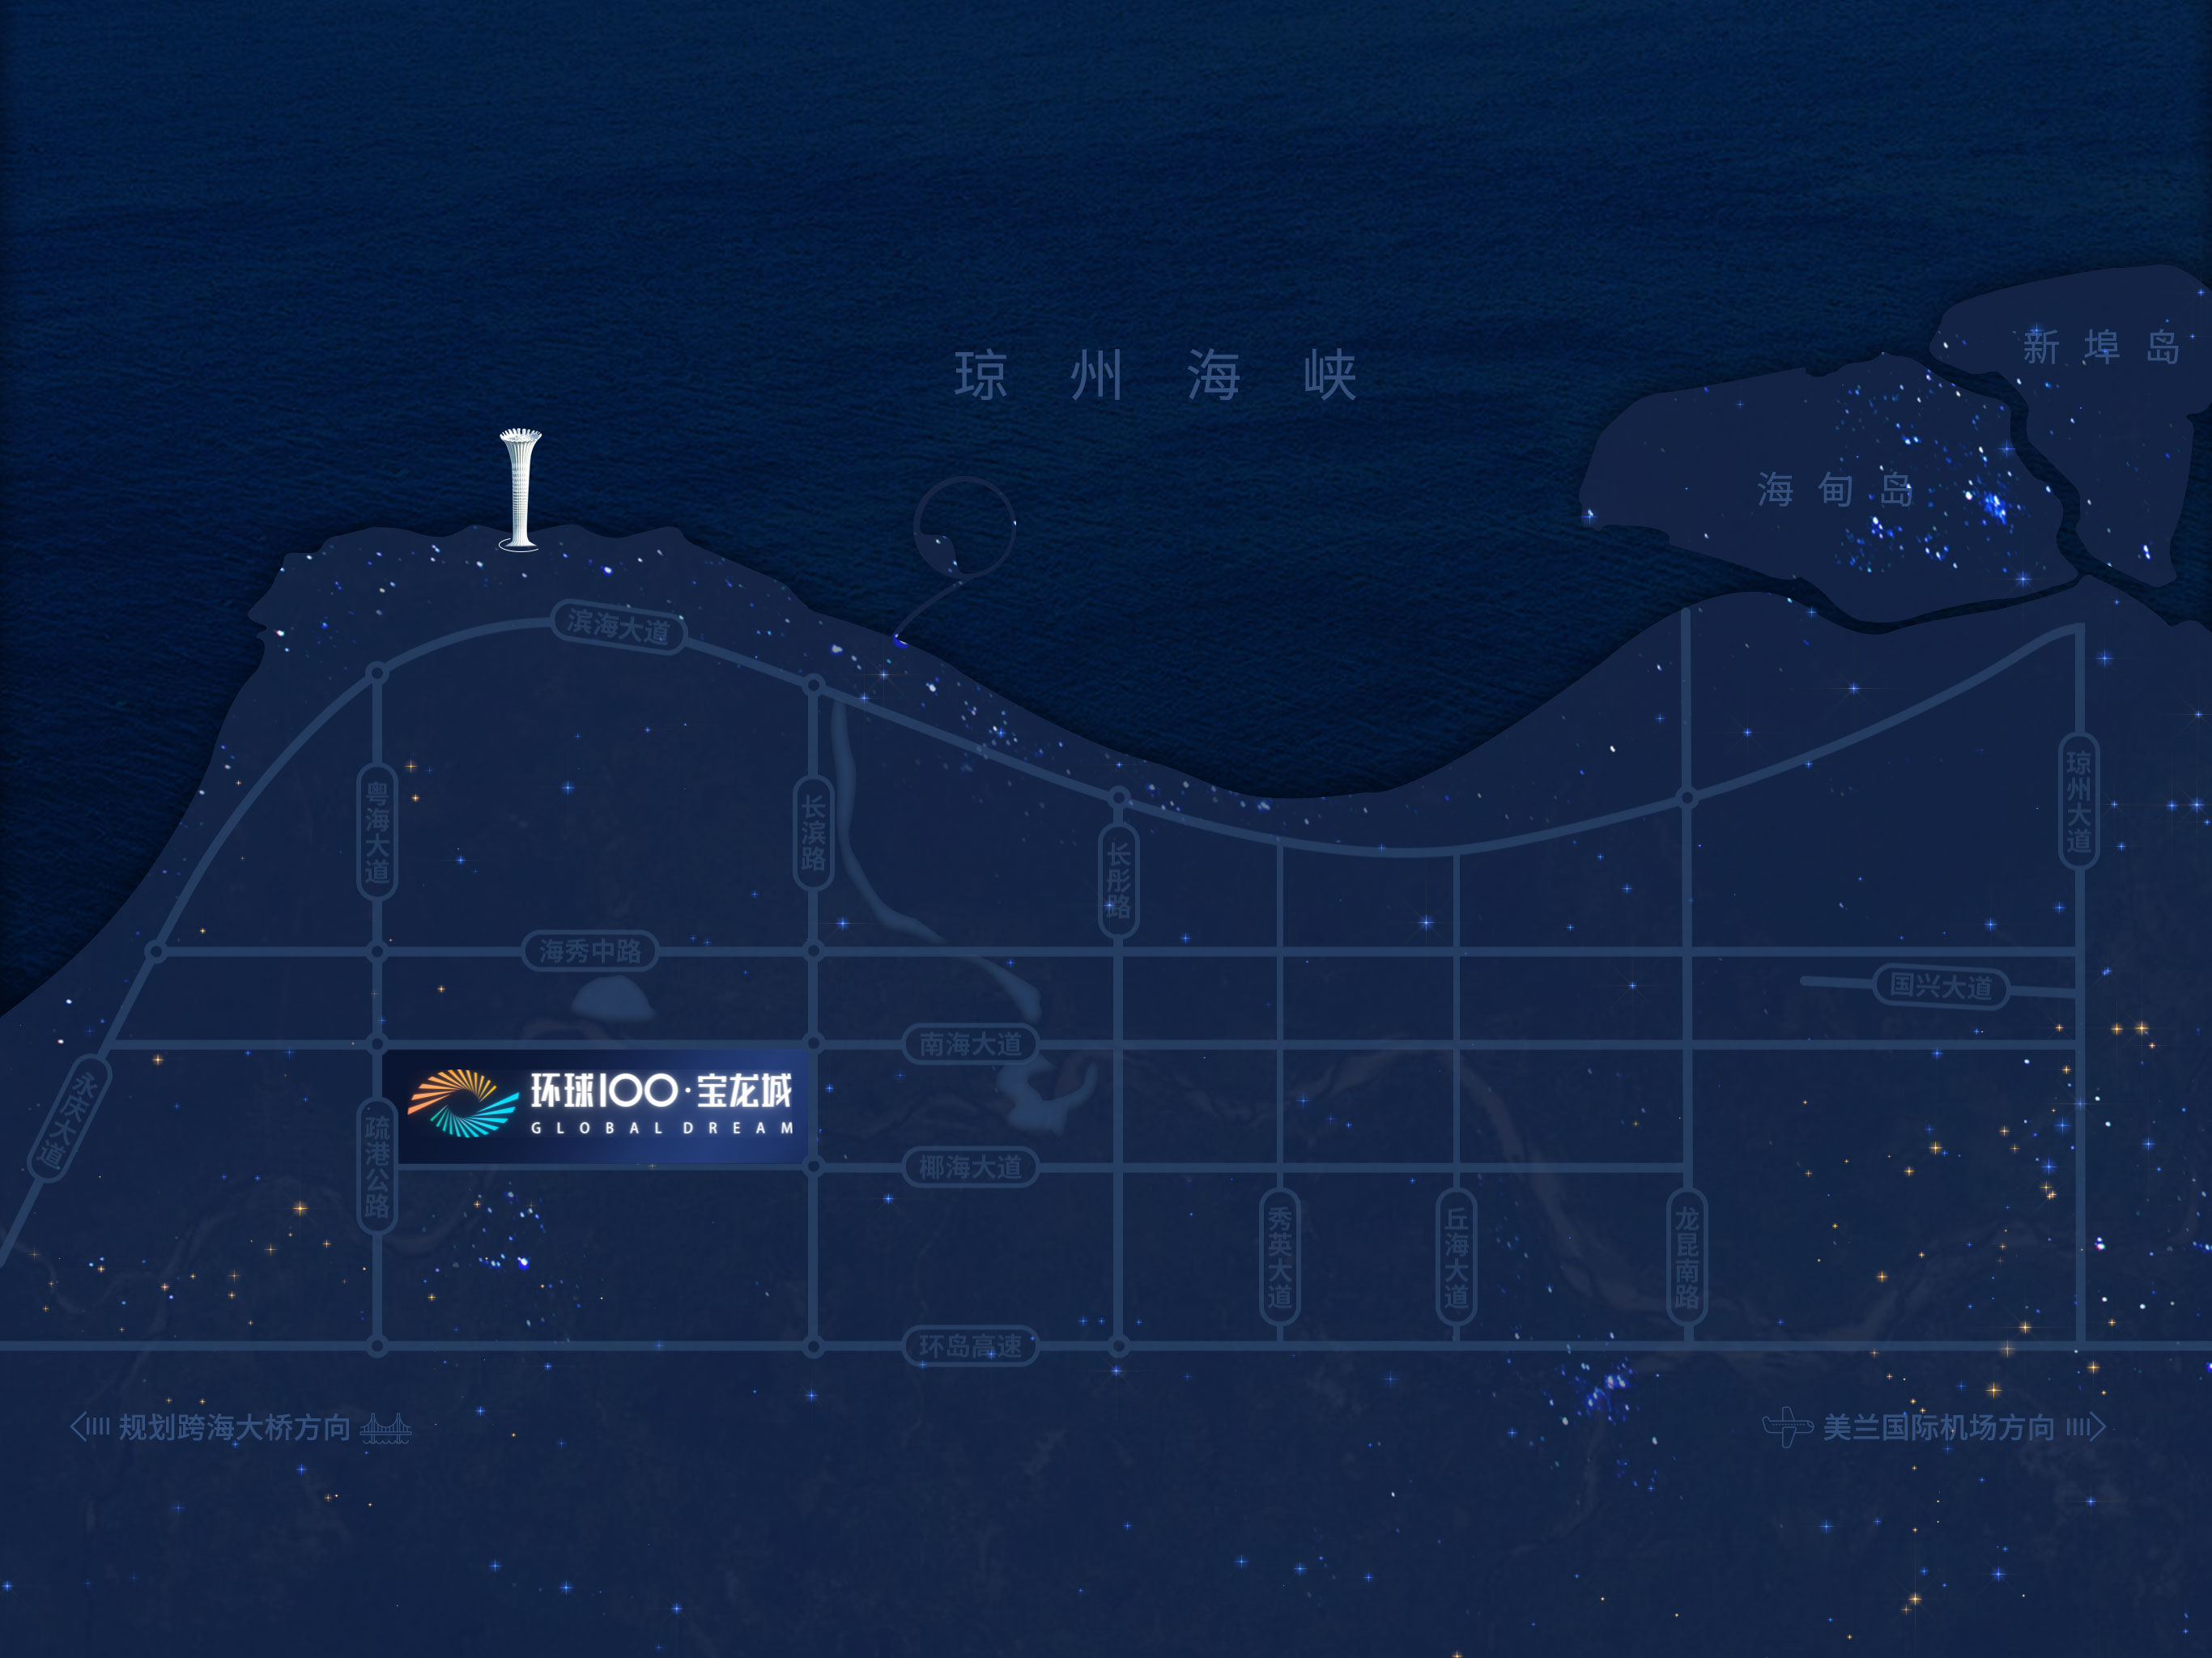 琼州海峡
新埠岛
海甸岛
滨海大道
粤海大道
长滨路
长彤路
琼州大道
海秀中路
国兴大道
南海大道
永庆大道
疏港公路
环球100·宝龙城
GLOBAL DREAM
椰海大道
秀英大道
丘海大道
龙昆南路
环岛高速
规划跨海大桥方向
美兰国际机场方向